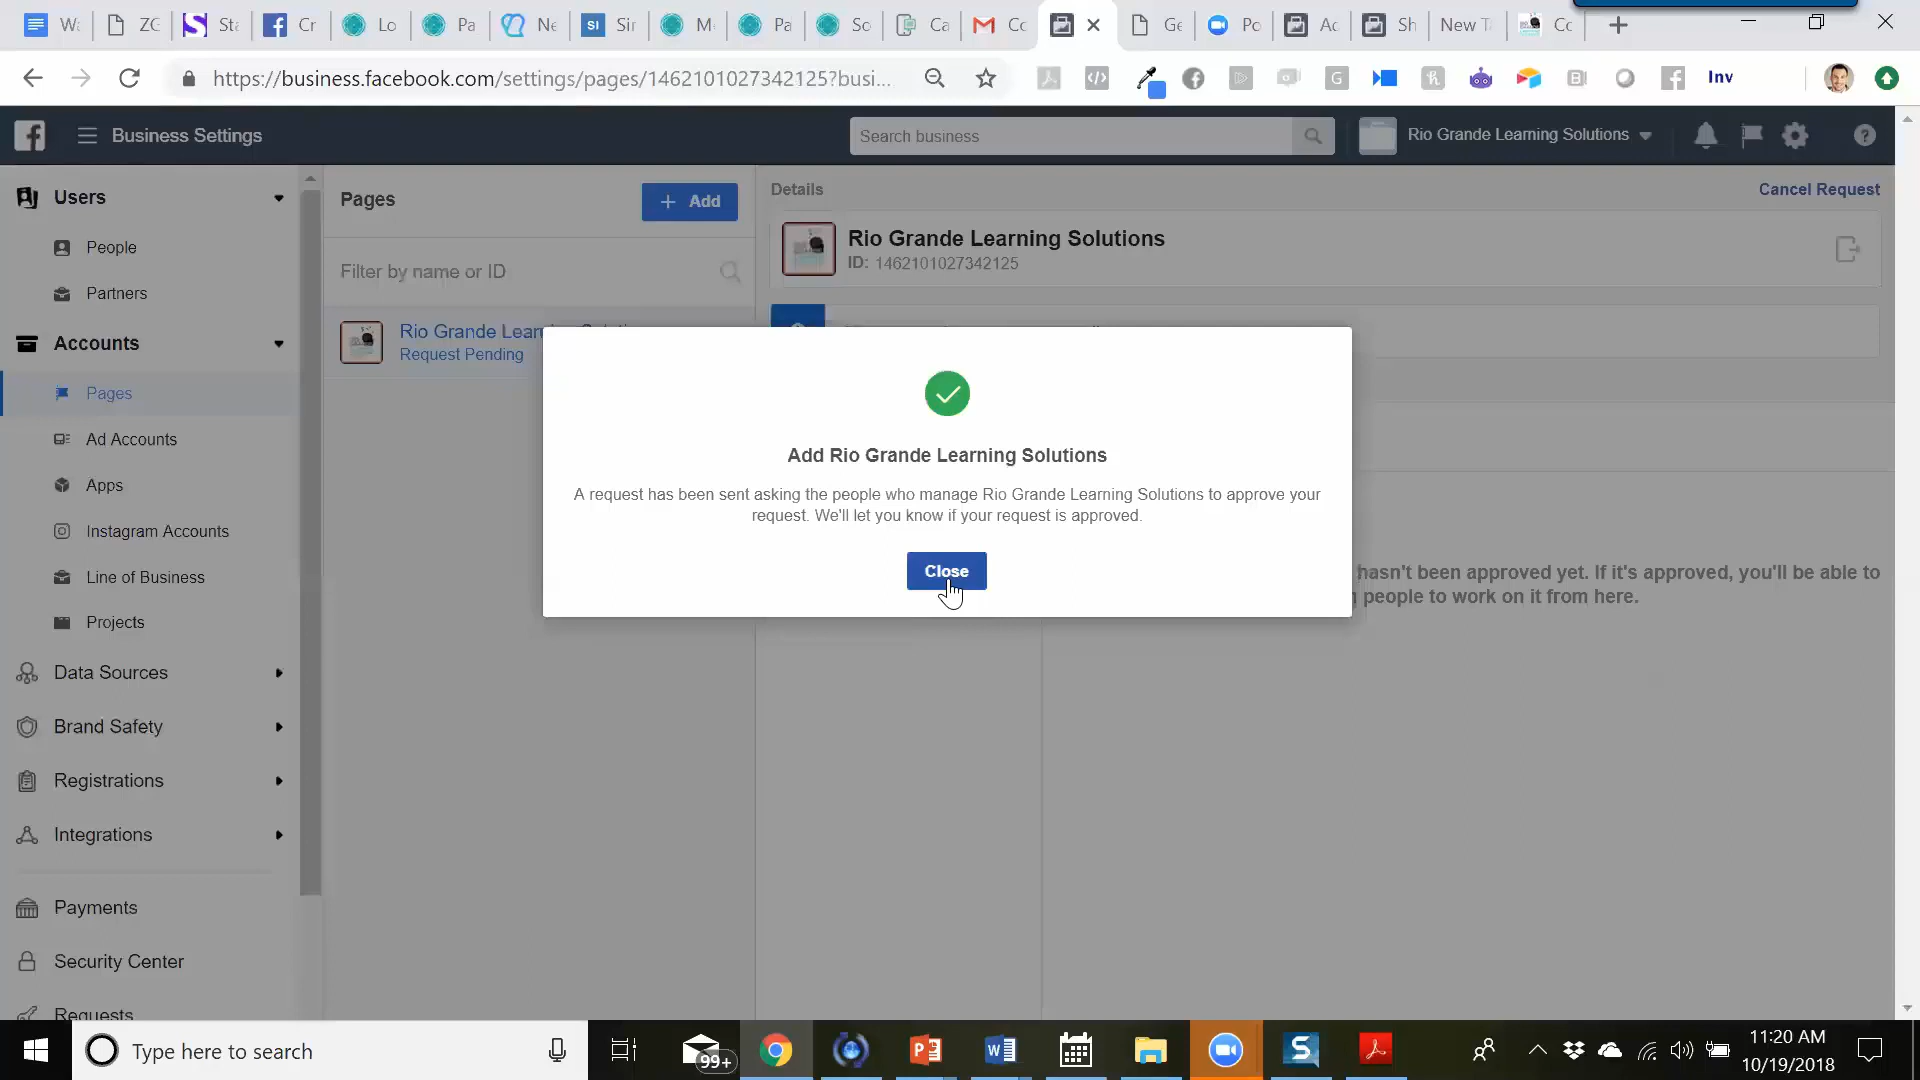 ZG
Sta
Cr
Lo
Pa
Ne
SI Sir
M
Pa
So
Ca
Co
Ge
Po
Ac
Sh
New T
Co
https://business.facebook.com/settings/pages/1462101027342125?busi...
Inv
Business Settings
Search business
Rio Grande Learning Solutions
Users
People
Partners
Accounts
Pages
Ad Accounts
Apps
Instagram Accounts
Line of Business
Projects
Data Sources
Brand Safety
Registrations
Integrations
Payments
Security Center
Requests
Pages
+ Add
Filter by name or ID
Rio Grande Lear
Request Pending
Details
Cancel Request
Rio Grande Learning Solutions
ID: 1462101027342125
Add Rio Grande Learning Solutions
A request has been sent asking the people who manage Rio Grande Learning Solutions to approve your
request. We'll let you know if your request is approved.
Close
hasn't been approved yet. If it's approved, you'll be able to
people to work on it from here.
Type here to search
99+
11:20 AM
10/19/2018